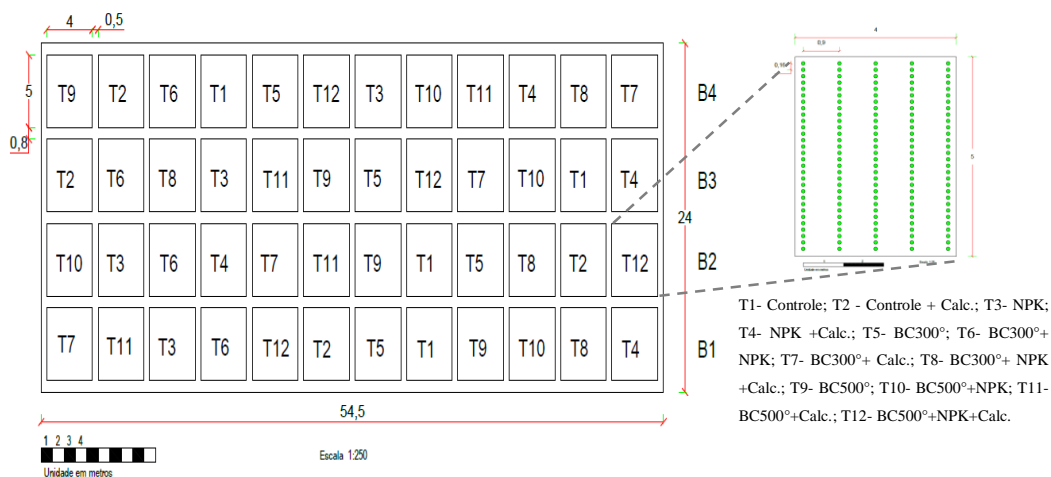 4 0,5
T9 T2 T6 T1 T5 T12 T3 T10 T11 T4 T8 T7 B4
5
0,8
T2 T6 T8 T3 T11 T9 T5 T12 T7 T10 T1 T4 B3
24
T10 T3 T6 T4 T7 T11 T9 T1 T5 T8 T2 T12 B2
T7 T11 T3 T6 T12 T2 T5 T1 T9 T10 T8 T4 B1
54,5
1 2 3 4
Unidade em metros
Escala 1:250
4
5
T1- Controle; T2 - Controle + Calc.; T3- NPK;
T4- NPK +Calc.; T5- BC300°; T6- BC300°+
NPK; T7- BC300°+ Calc.; T8- BC300°+ NPK
+Calc.; T9- BC500°; T10- BC500°+NPK; T11-
BC500°+Calc.; T12- BC500°+NPK+Calc.